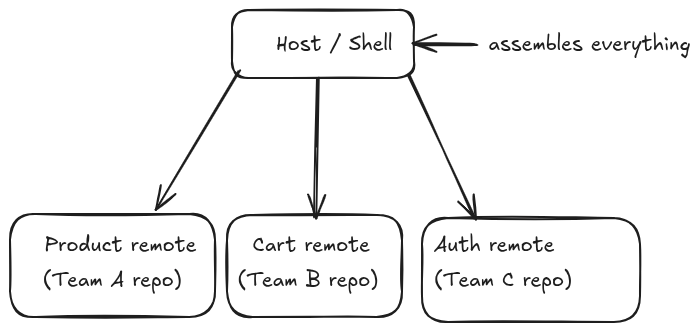 Host / Shell
assembles everything
Product remote
(Team A repo)
Cart remote
(Team B repo)
Auth remote
(Team C repo)